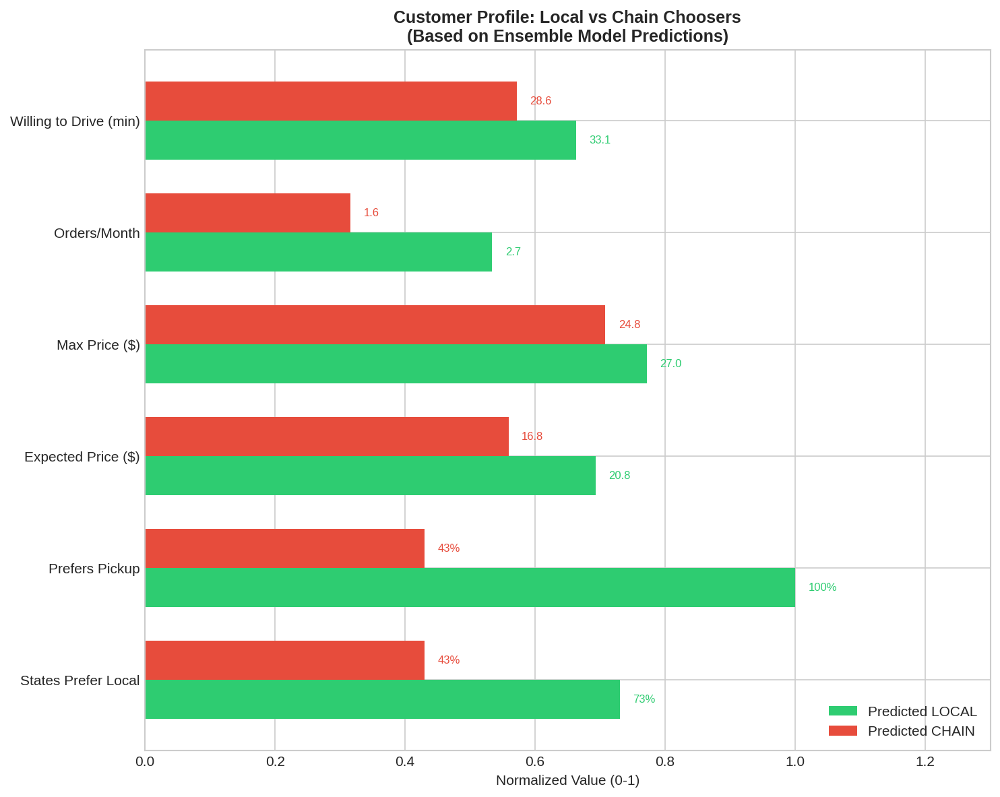 Customer Profile: Local vs Chain Choosers
(Based on Ensemble Model Predictions)
Willing to Drive (min)
28.6
33.1
Orders/Month
1.6
2.7
Max Price ($)
24.8
27.0
Expected Price ($)
16.8
20.8
Prefers Pickup
43%
100%
States Prefer Local
43%
73%
Predicted LOCAL
Predicted CHAIN
0.0 0.2 0.4 0.6 0.8 1.0 1.2
Normalized Value (0-1)